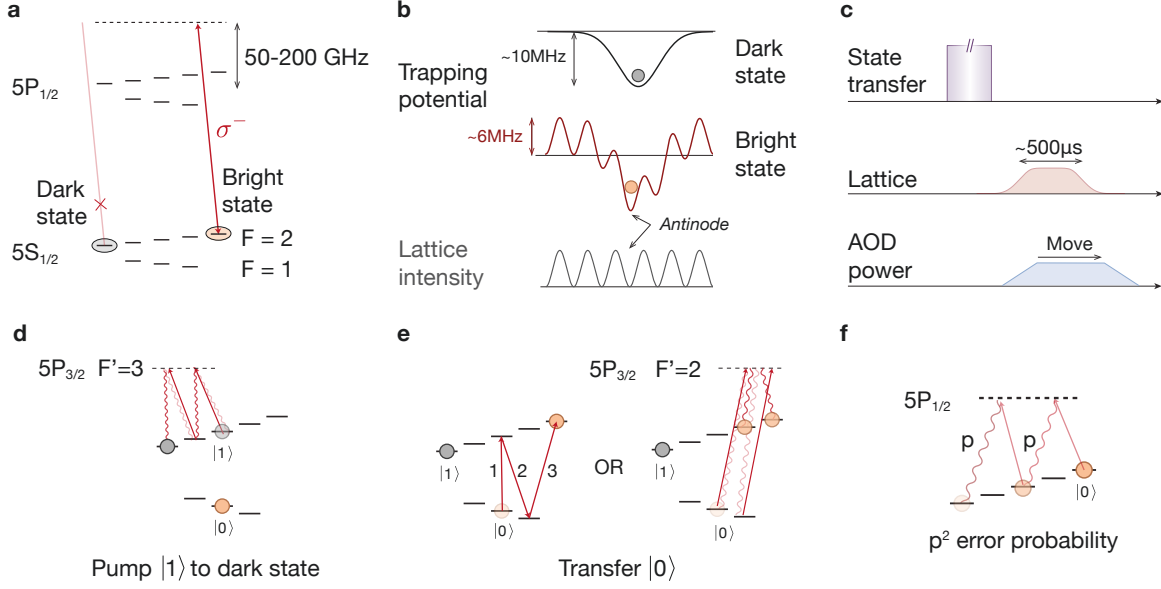 a
50-200 GHz
5P₁/₂
σ⁻
Dark
state
Bright
state
5S₁/₂
F = 2
F = 1
b
Trapping
potential
~10MHz
Dark
state
~6MHz
Bright
state
Antinode
Lattice
intensity
c
State
transfer
~500µs
Lattice
AOD
power
Move
d
5P₃/₂ F'=3
|1⟩
|0⟩
Pump |1⟩ to dark state
e
5P₃/₂ F'=2
|1⟩
1
2
3
|0⟩
OR
|1⟩
|0⟩
Transfer |0⟩
f
5P₁/₂
p
p
|0⟩
p² error probability